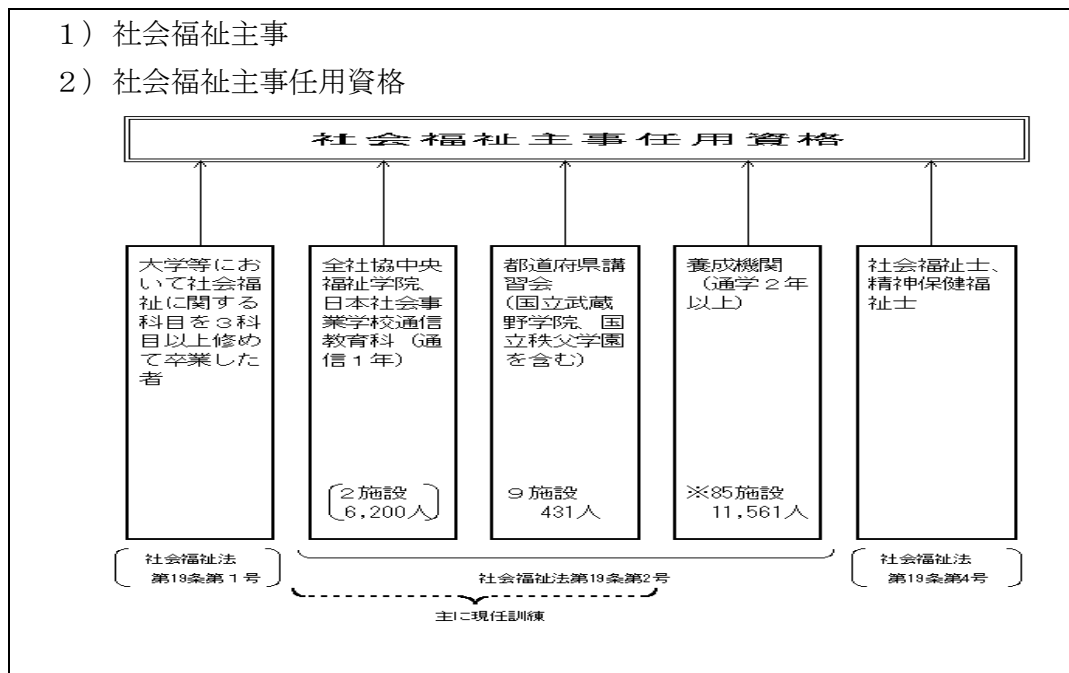 １）社会福祉主事
２）社会福祉主事任用資格
社会福祉主事任用資格
大学等にお
いて社会福
祉に関する
科目を３科
目以上修め
て卒業した
者
全社協中央
福祉学院、
日本社会事
業学校通信
教育科（通
信１年）
２施設
6,200人
都道府県講
習会
（国立武蔵
野学院、国
立秩父学園
を含む）
９施設
431人
養成機関
（通学２年
以上）
※85施設
11,561人
社会福祉士、
精神保健福
祉士
社会福祉法
第19条第１号
社会福祉法第19条第2号
主に現任訓練
社会福祉法
第19条第4号